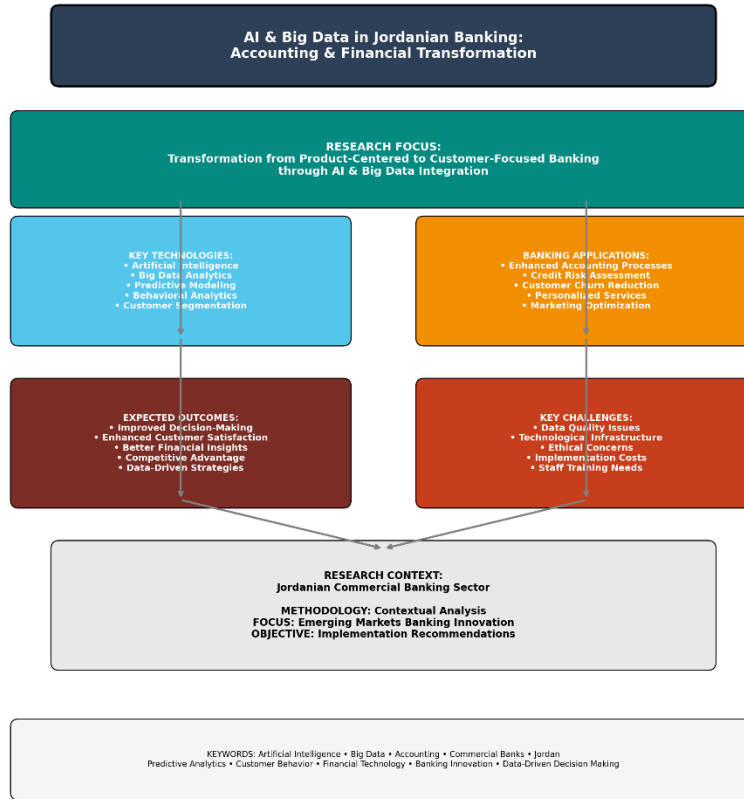 AI & Big Data in Jordanian Banking:
Accounting & Financial Transformation
RESEARCH FOCUS:
Transformation from Product-Centered to Customer-Focused Banking
through AI & Big Data Integration
KEY TECHNOLOGIES:
• Artificial Intelligence
• Big Data Analytics
• Predictive Modeling
• Behavioral Analytics
• Customer Segmentation
BANKING APPLICATIONS:
• Enhanced Accounting Processes
• Credit Risk Assessment
• Customer Churn Reduction
• Personalized Services
• Marketing Optimization
EXPECTED OUTCOMES:
• Improved Decision-Making
• Enhanced Customer Satisfaction
• Better Financial Insights
• Competitive Advantage
• Data-Driven Strategies
KEY CHALLENGES:
• Data Quality Issues
• Technological Infrastructure
• Ethical Concerns
• Implementation Costs
• Staff Training Needs
RESEARCH CONTEXT:
Jordanian Commercial Banking Sector
METHODOLOGY: Contextual Analysis
FOCUS: Emerging Markets Banking Innovation
OBJECTIVE: Implementation Recommendations
KEYWORDS: Artificial Intelligence • Big Data • Accounting • Commercial Banks • Jordan
Predictive Analytics • Customer Behavior • Financial Technology • Banking Innovation • Data-Driven Decision Making